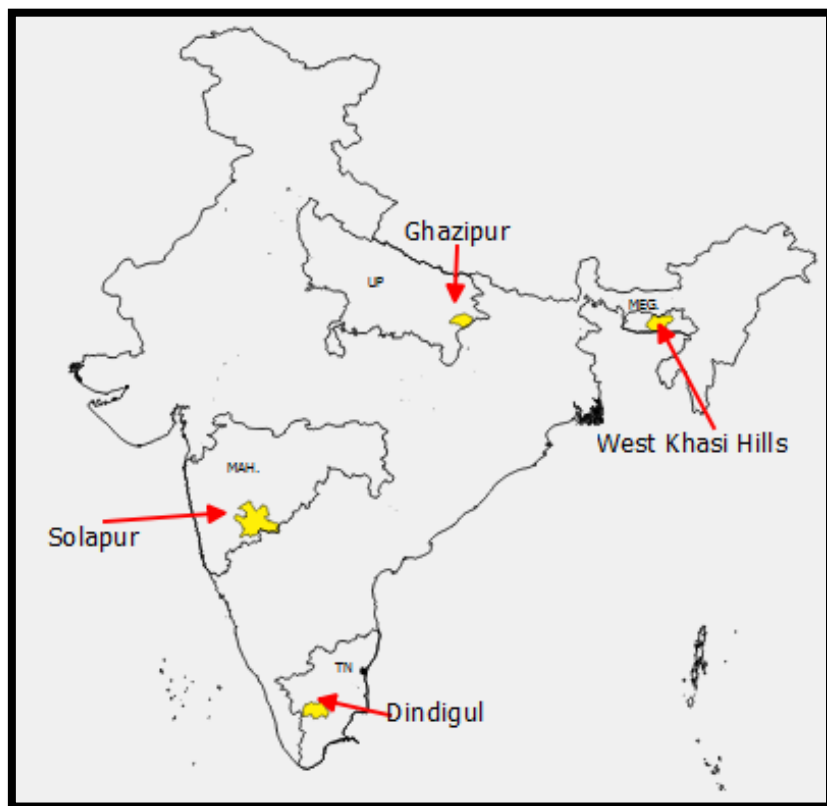 Ghazipur
UP
MEG.
West Khasi Hills
MAH.
Solapur
TN
Dindigul